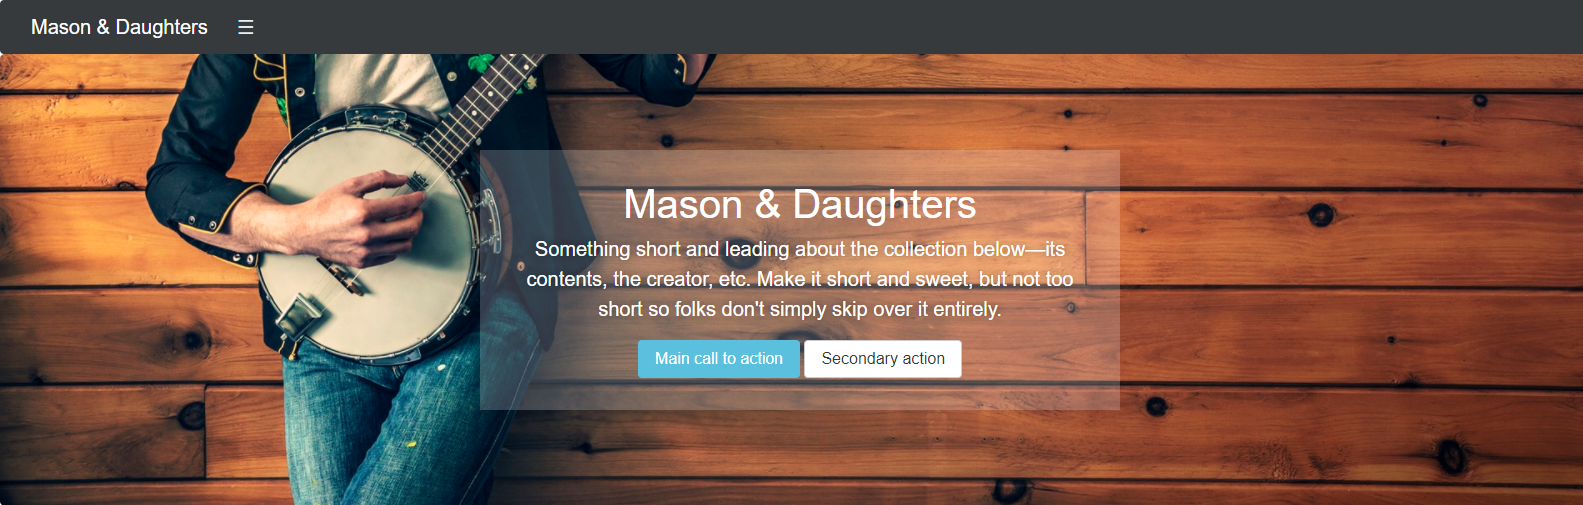 Mason & Daughters ☰
Mason & Daughters
Something short and leading about the collection below—its
contents, the creator, etc. Make it short and sweet, but not too
short so folks don't simply skip over it entirely.
Main call to action Secondary action